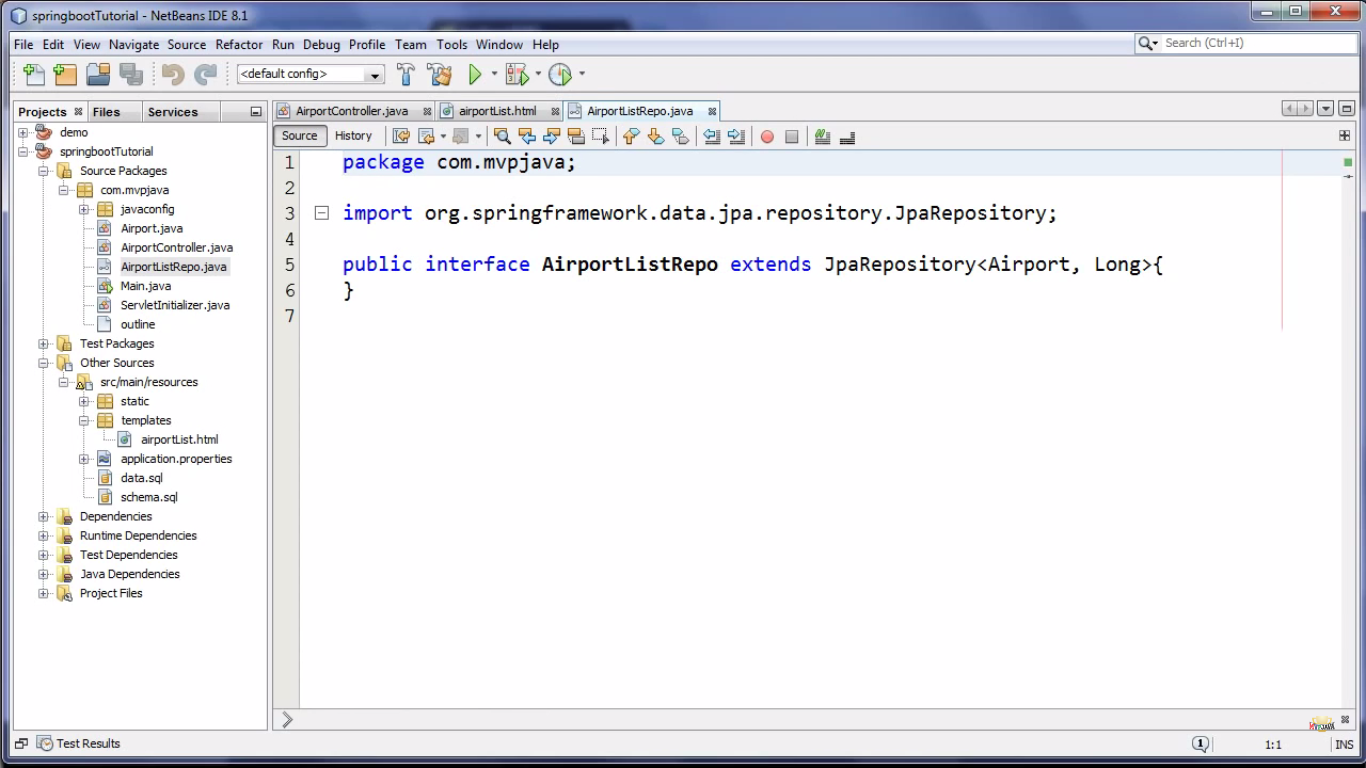 springbootTutorial - NetBeans IDE 8.1
File Edit View Navigate Source Refactor Run Debug Profile Team Tools Window Help
Search (Ctrl+I)
<default config>
Projects Files Services
AirportController.java airportList.html AirportListRepo.java
Source History
demo
springbootTutorial
Source Packages
com.mvpjava
javaconfig
Airport.java
AirportController.java
AirportListRepo.java
Main.java
ServletInitializer.java
outline
Test Packages
Other Sources
src/main/resources
static
templates
airportList.html
application.properties
data.sql
schema.sql
Dependencies
Runtime Dependencies
Test Dependencies
Java Dependencies
Project Files
1 package com.mvpjava;
2
3 import org.springframework.data.jpa.repository.JpaRepository;
4
5 public interface AirportListRepo extends JpaRepository<Airport, Long>{
6 }
7
Test Results
1
1:1
INS